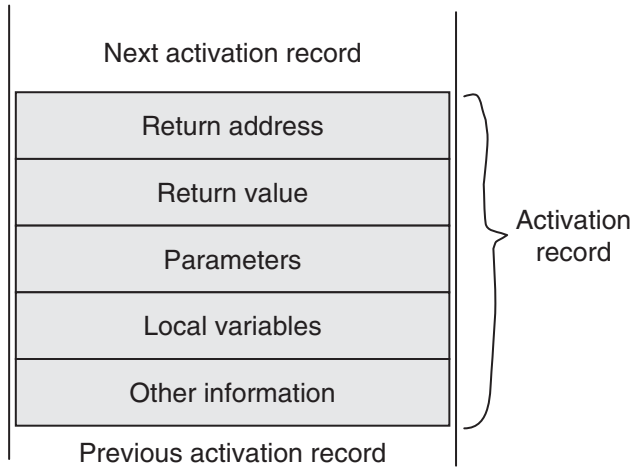 Next activation record
Return address
Return value
Parameters
Local variables
Other information
Previous activation record
Activation
record